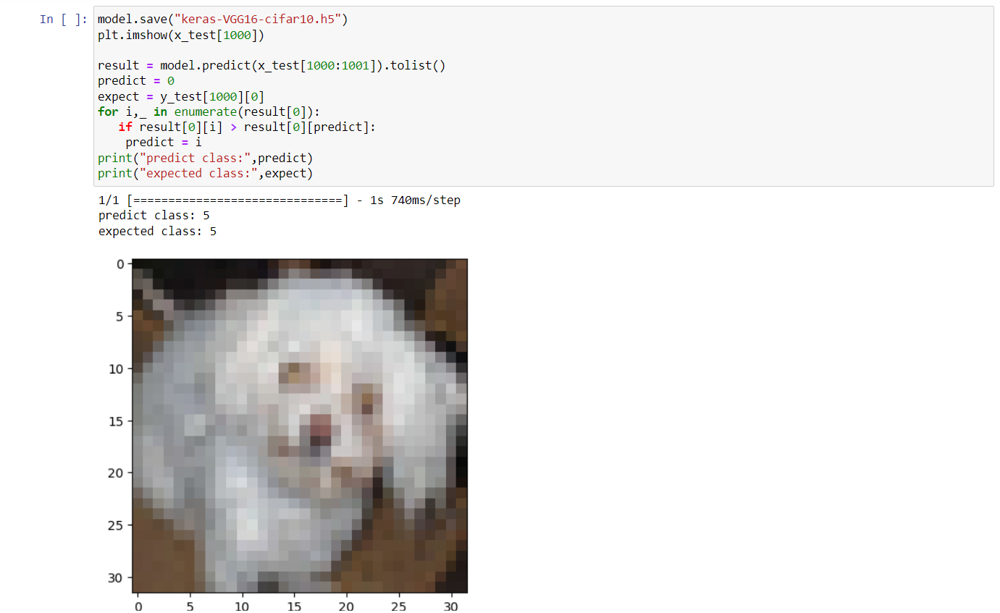 In [ ]: model.save("keras-VGG16-cifar10.h5")
plt.imshow(x_test[1000])
result = model.predict(x_test[1000:1001]).tolist()
predict = 0
expect = y_test[1000][0]
for i,_ in enumerate(result[0]):
if result[0][i] > result[0][predict]:
predict = i
print("predict class:",predict)
print("expected class:",expect)
1/1 [==============================] - 1s 740ms/step
predict class: 5
expected class: 5
0
5
10
15
20
25
30
0 5 10 15 20 25 30